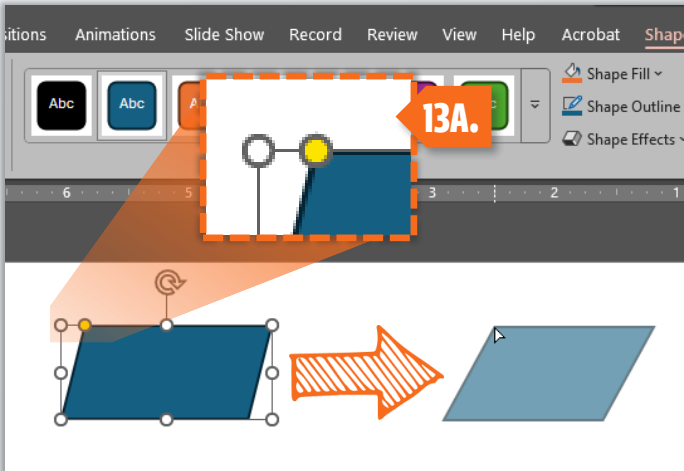 sitions Animations Slide Show Record Review View Help Acrobat Shap
Abc Abc A c Shape Fill
13A.
Shape Outline
Shape Effects
6 5 3 2 1